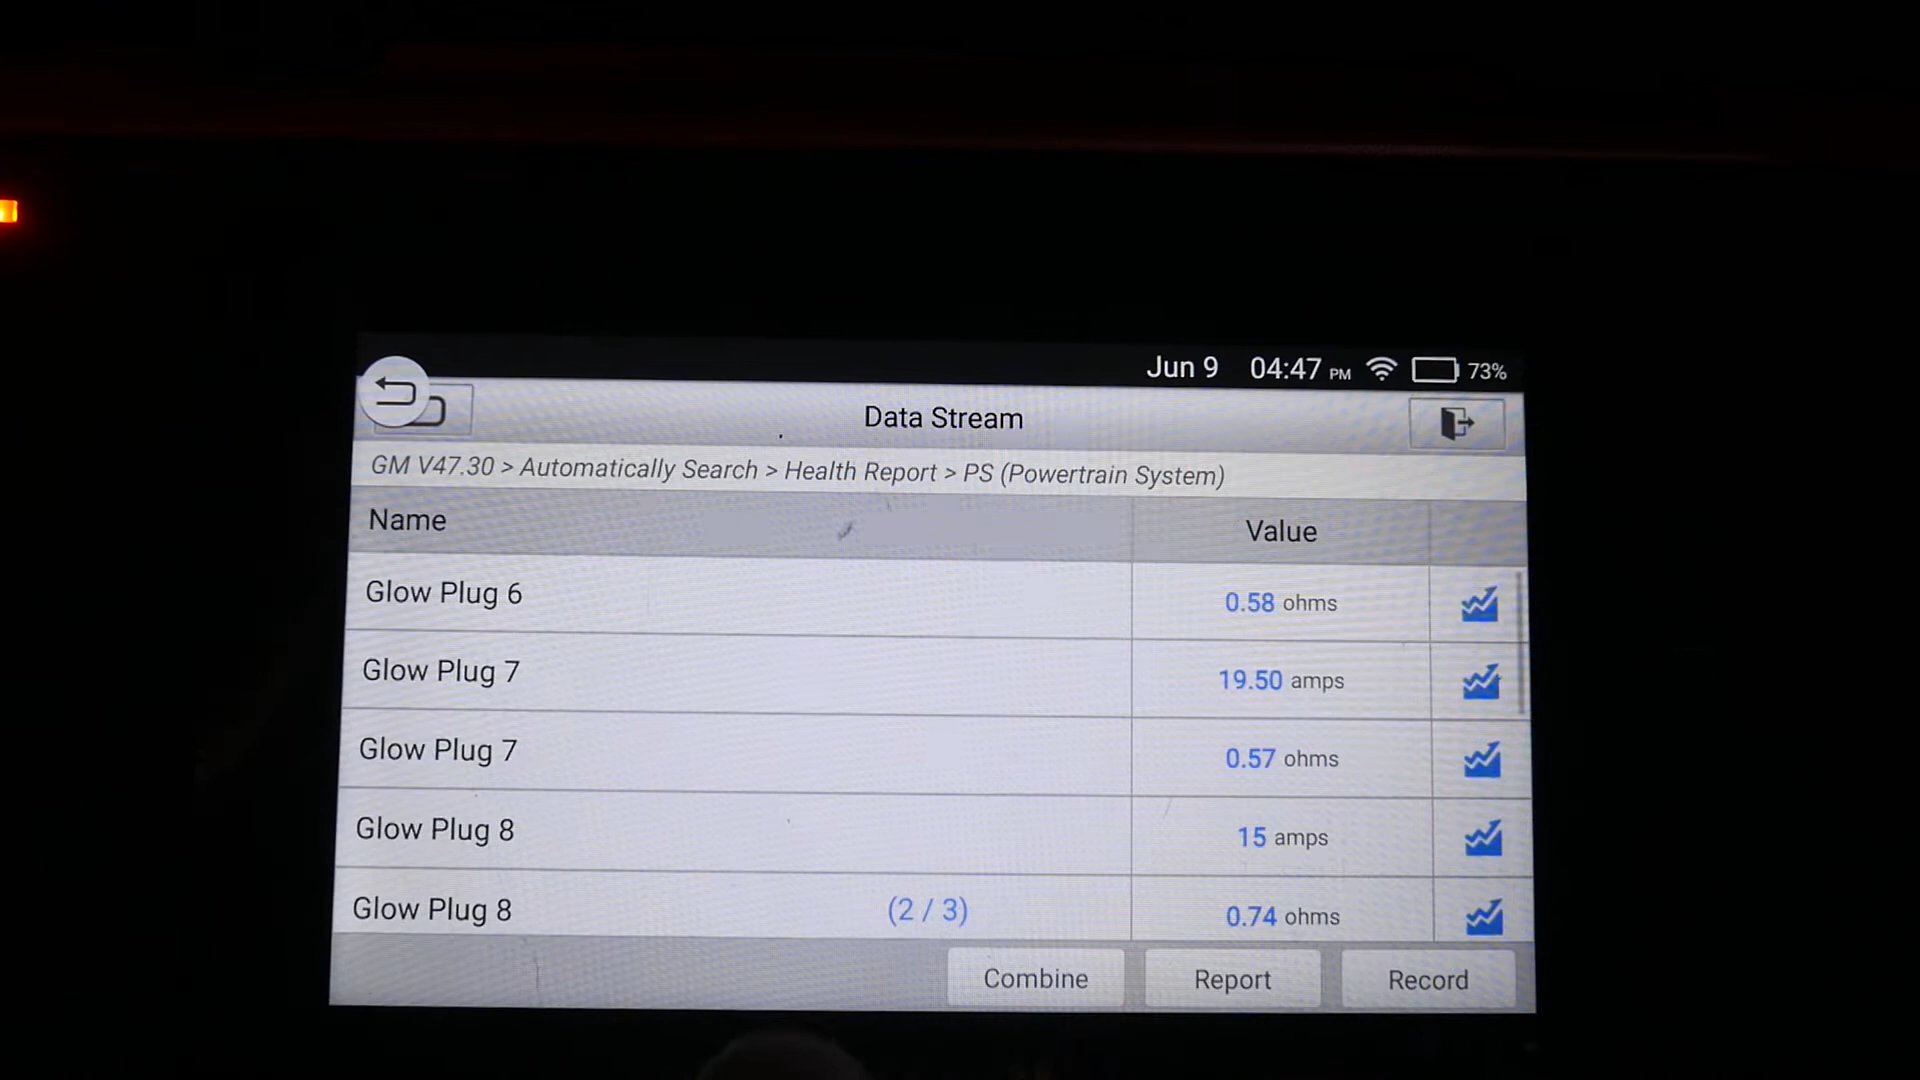 Jun 9 04:47 PM 73%
Data Stream
GM V47.30 > Automatically Search > Health Report > PS (Powertrain System)
Name Value
Glow Plug 6 0.58 ohms
Glow Plug 7 19.50 amps
Glow Plug 7 0.57 ohms
Glow Plug 8 15 amps
Glow Plug 8 (2 / 3) 0.74 ohms
Combine Report Record